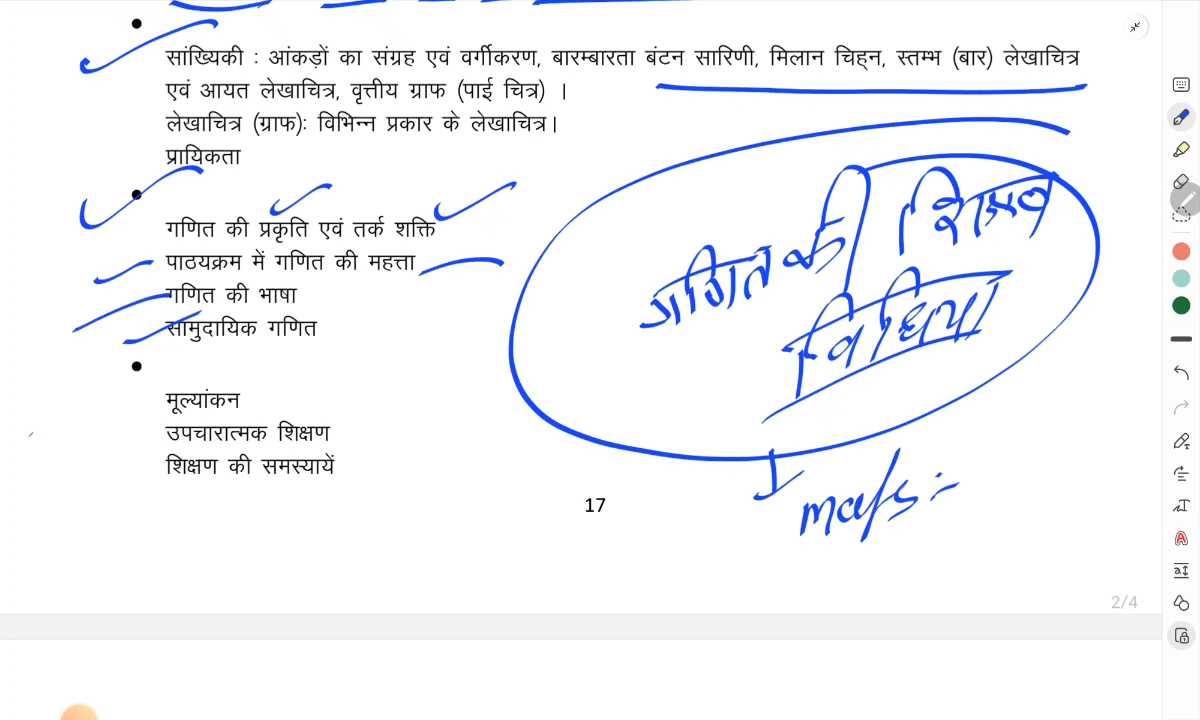 सांख्यिकी : आंकड़ों का संग्रह एवं वर्गीकरण, बारम्बारता बंटन सारिणी, मिलान चिह्न, स्तम्भ (बार) लेखाचित्र
एवं आयत लेखाचित्र, वृत्तीय ग्राफ (पाई चित्र) ।
लेखाचित्र (ग्राफ): विभिन्न प्रकार के लेखाचित्र।
प्रायिकता
गणित की प्रकृति एवं तर्क शक्ति
पाठयक्रम में गणित की महत्ता
गणित की भाषा
सामुदायिक गणित
गणित की शिक्षण
विधिया
मूल्यांकन
उपचारात्मक शिक्षण
शिक्षण की समस्यायें
17
2/4